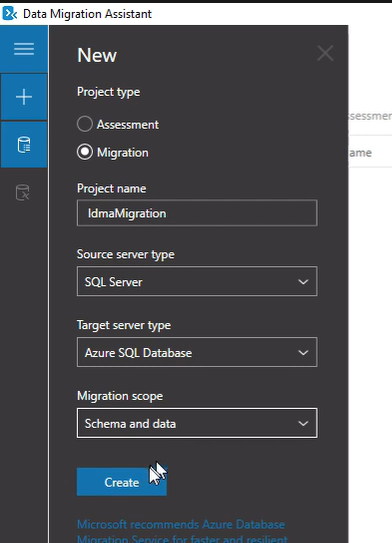 Data Migration Assistant
New
Project type
Assessment
Migration
Project name
IdmaMigration
Source server type
SQL Server
Target server type
Azure SQL Database
Migration scope
Schema and data
Create
Microsoft recommends Azure Database
Migration Service for faster and resilient